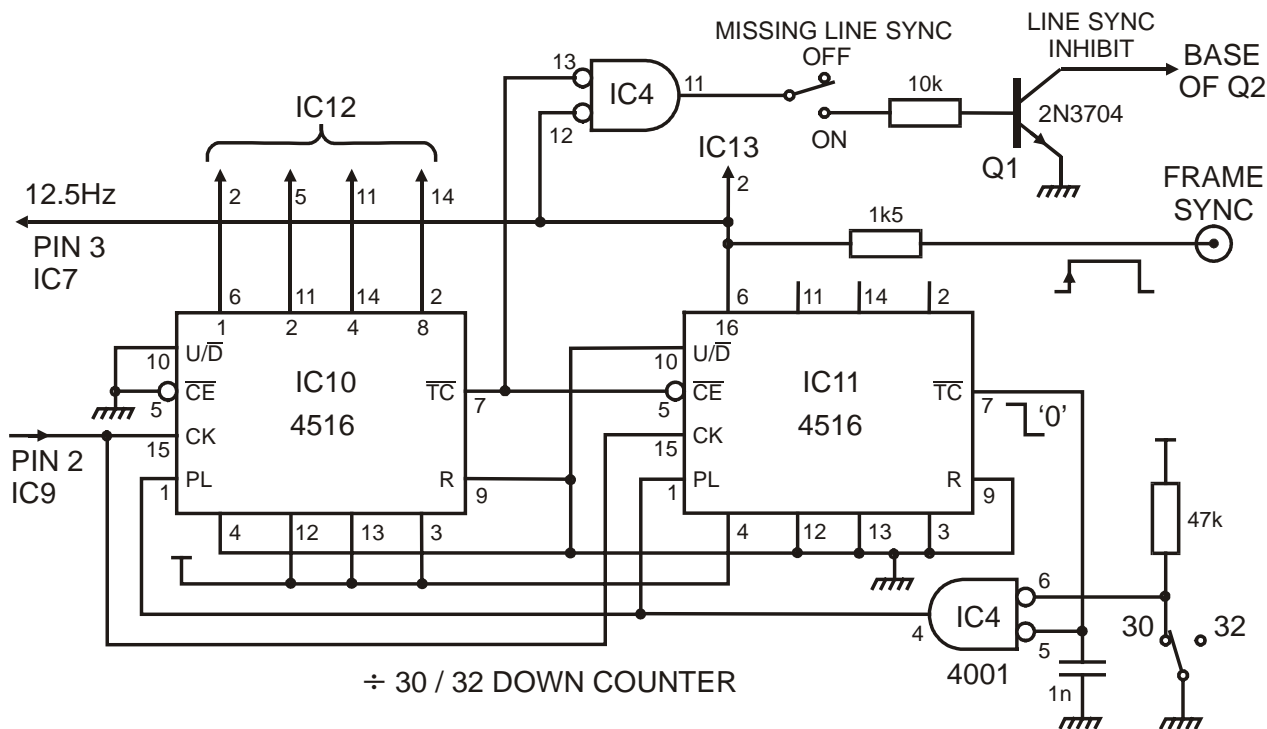 MISSING LINE SYNC
OFF
ON
LINE SYNC
INHIBIT
BASE
OF Q2
13
12
IC4
11
10k
2N3704
Q1
IC12
IC13
2
5
11
14
2
12.5Hz
PIN 3
IC7
1k5
FRAME
SYNC
6
11
14
2
6
11
14
2
1
2
4
8
16
10
U/D
5
CE
15
CK
1
PL
IC10
4516
TC
7
R
9
10
U/D
5
CE
15
CK
1
PL
IC11
4516
TC
7
R
9
'0'
PIN 2
IC9
4
12
13
3
4
12
13
3
47k
6
5
IC4
4
4001
1n
30
32
÷ 30 / 32 DOWN COUNTER